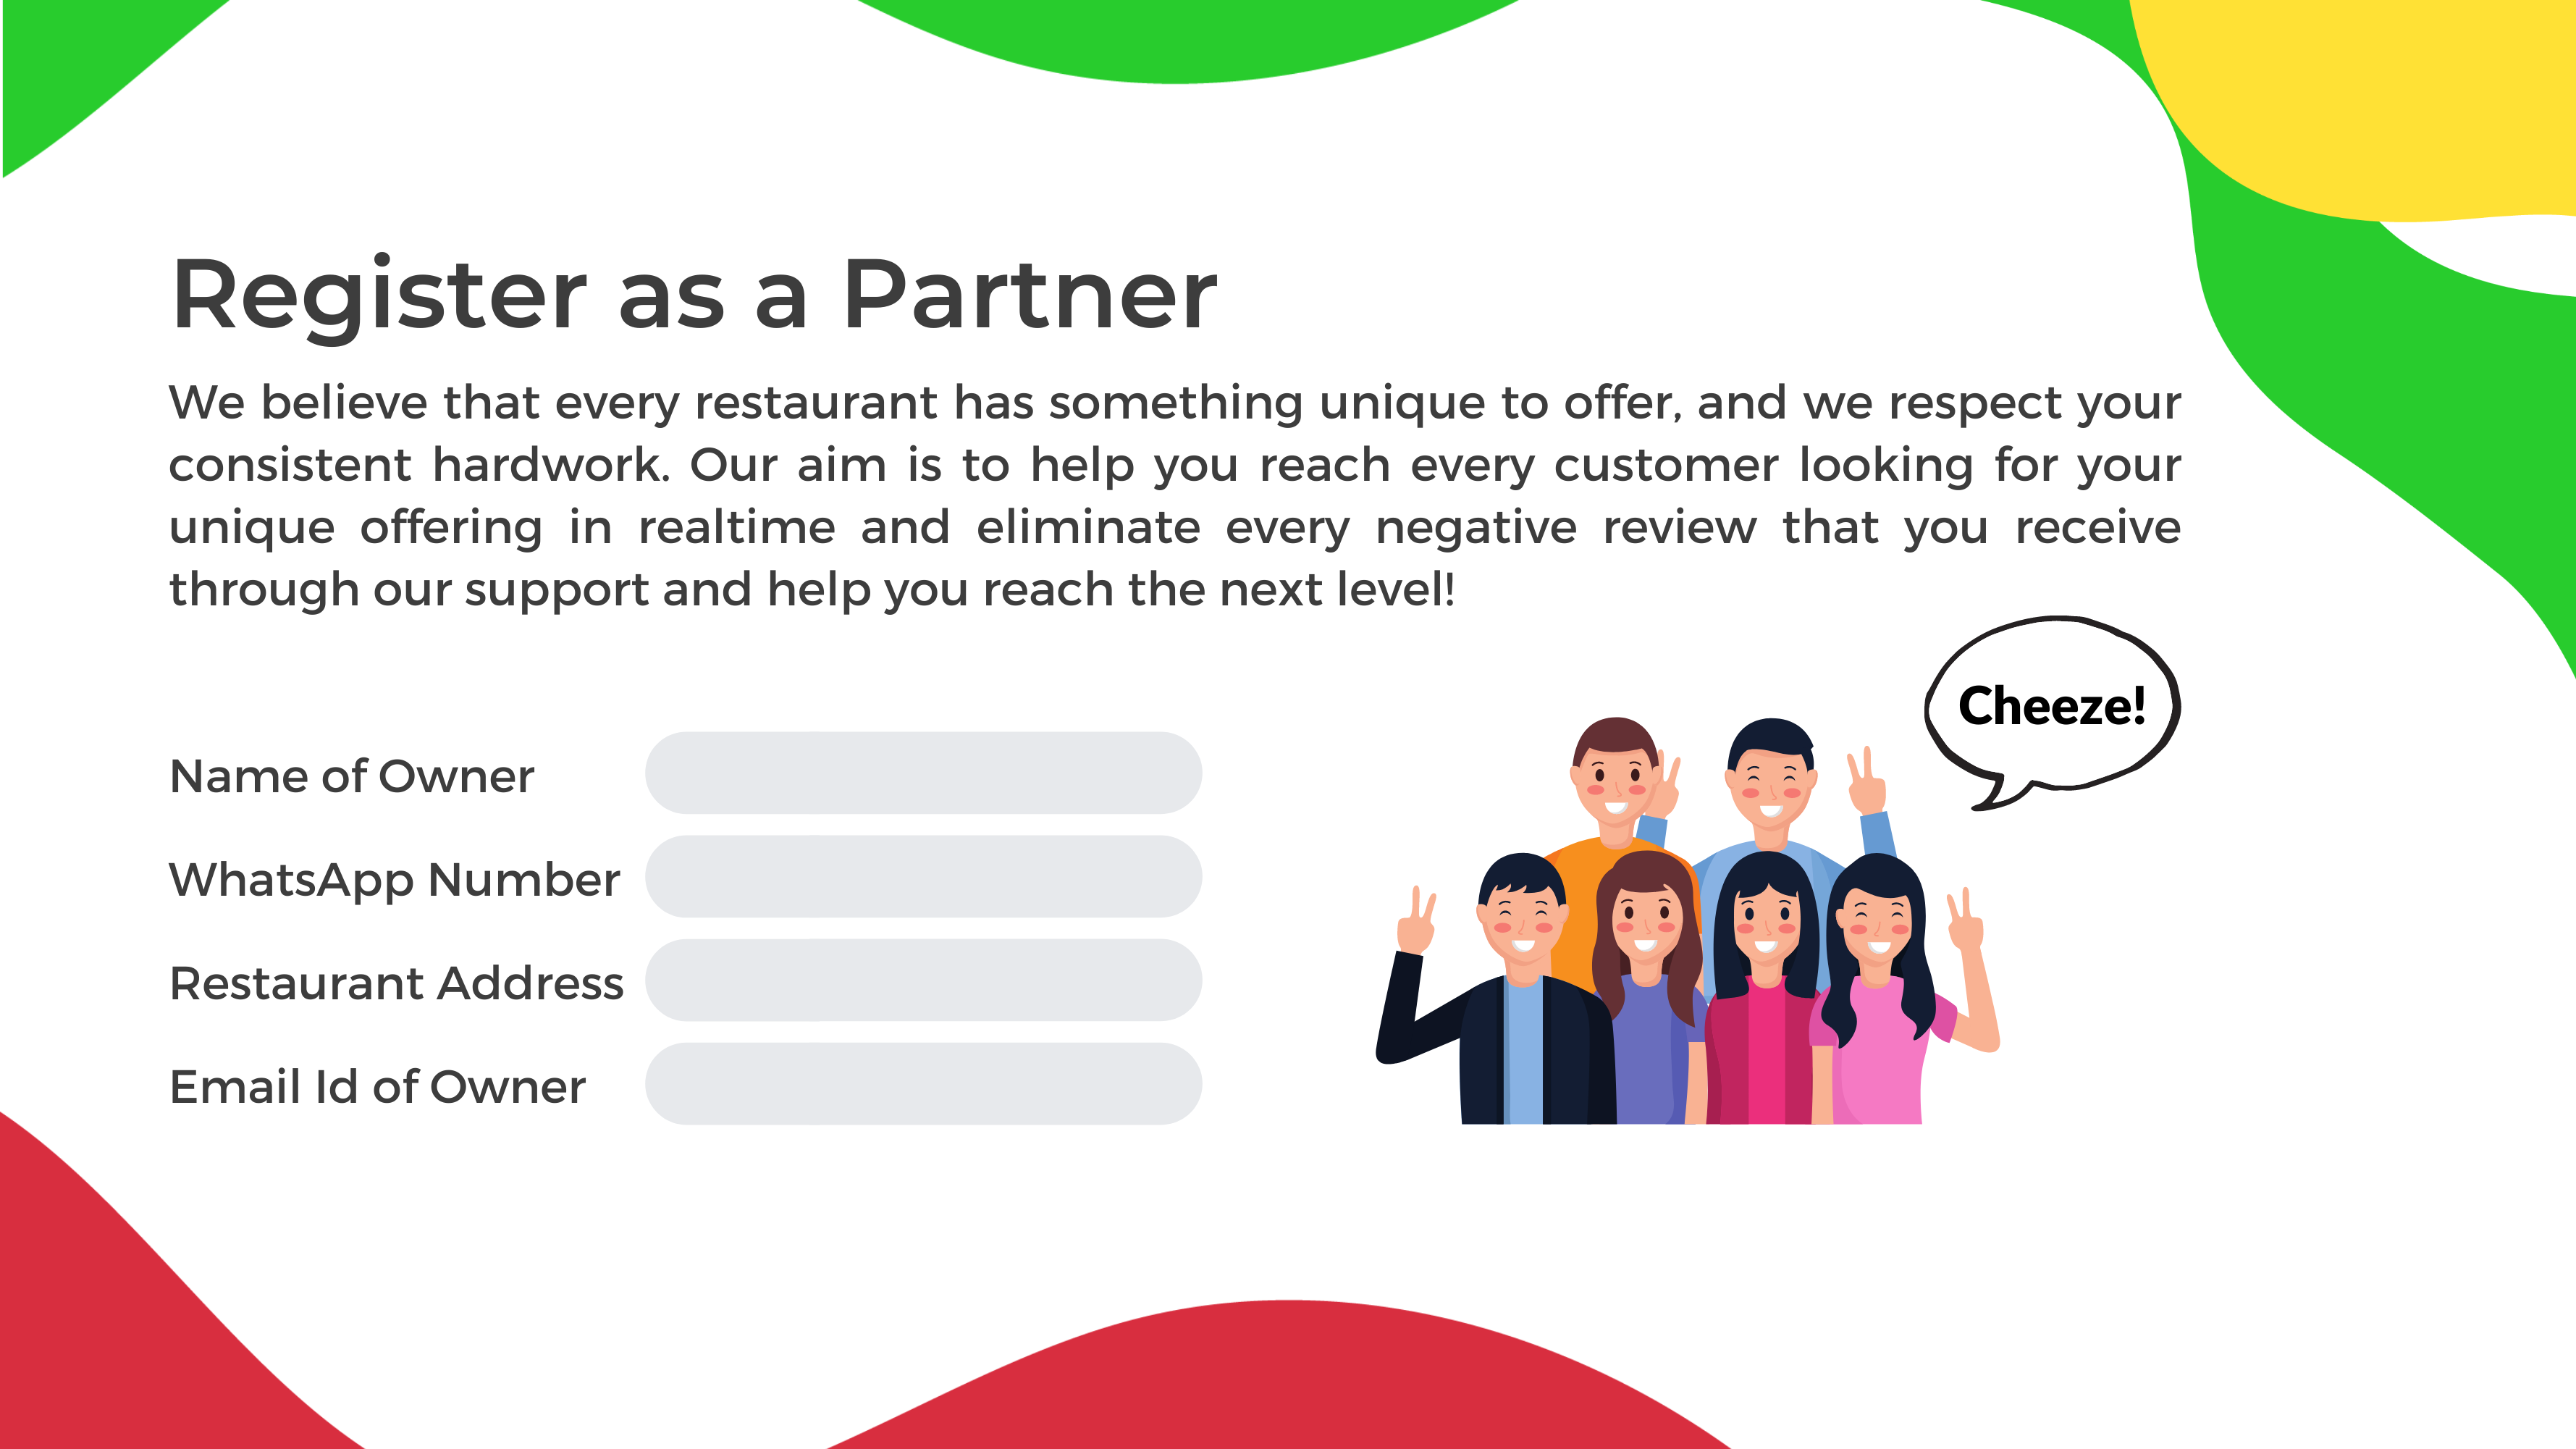 Register as a Partner
We believe that every restaurant has something unique to offer, and we respect your
consistent hardwork. Our aim is to help you reach every customer looking for your
unique offering in realtime and eliminate every negative review that you receive
through our support and help you reach the next level!
Cheeze!
Name of Owner
WhatsApp Number
Restaurant Address
Email Id of Owner